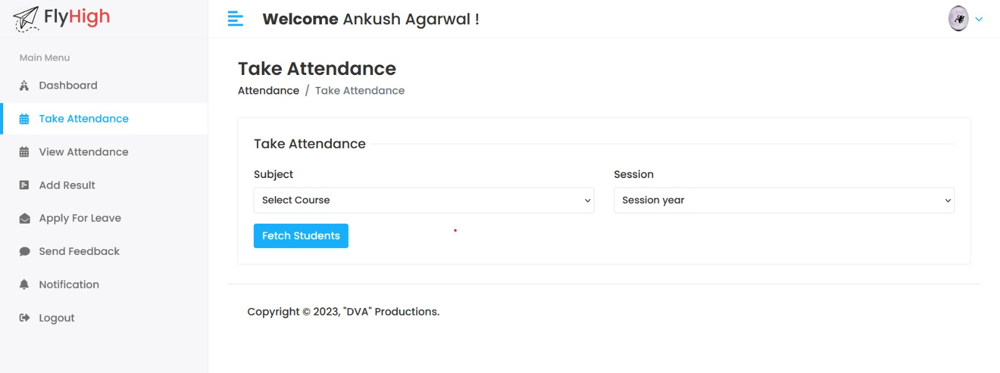 FlyHigh
Welcome Ankush Agarwal !
Main Menu
Dashboard
Take Attendance
View Attendance
Add Result
Apply For Leave
Send Feedback
Notification
Logout
Take Attendance
Attendance / Take Attendance
Take Attendance
Subject
Select Course
Session
Session year
Fetch Students
Copyright © 2023, "DVA" Productions.